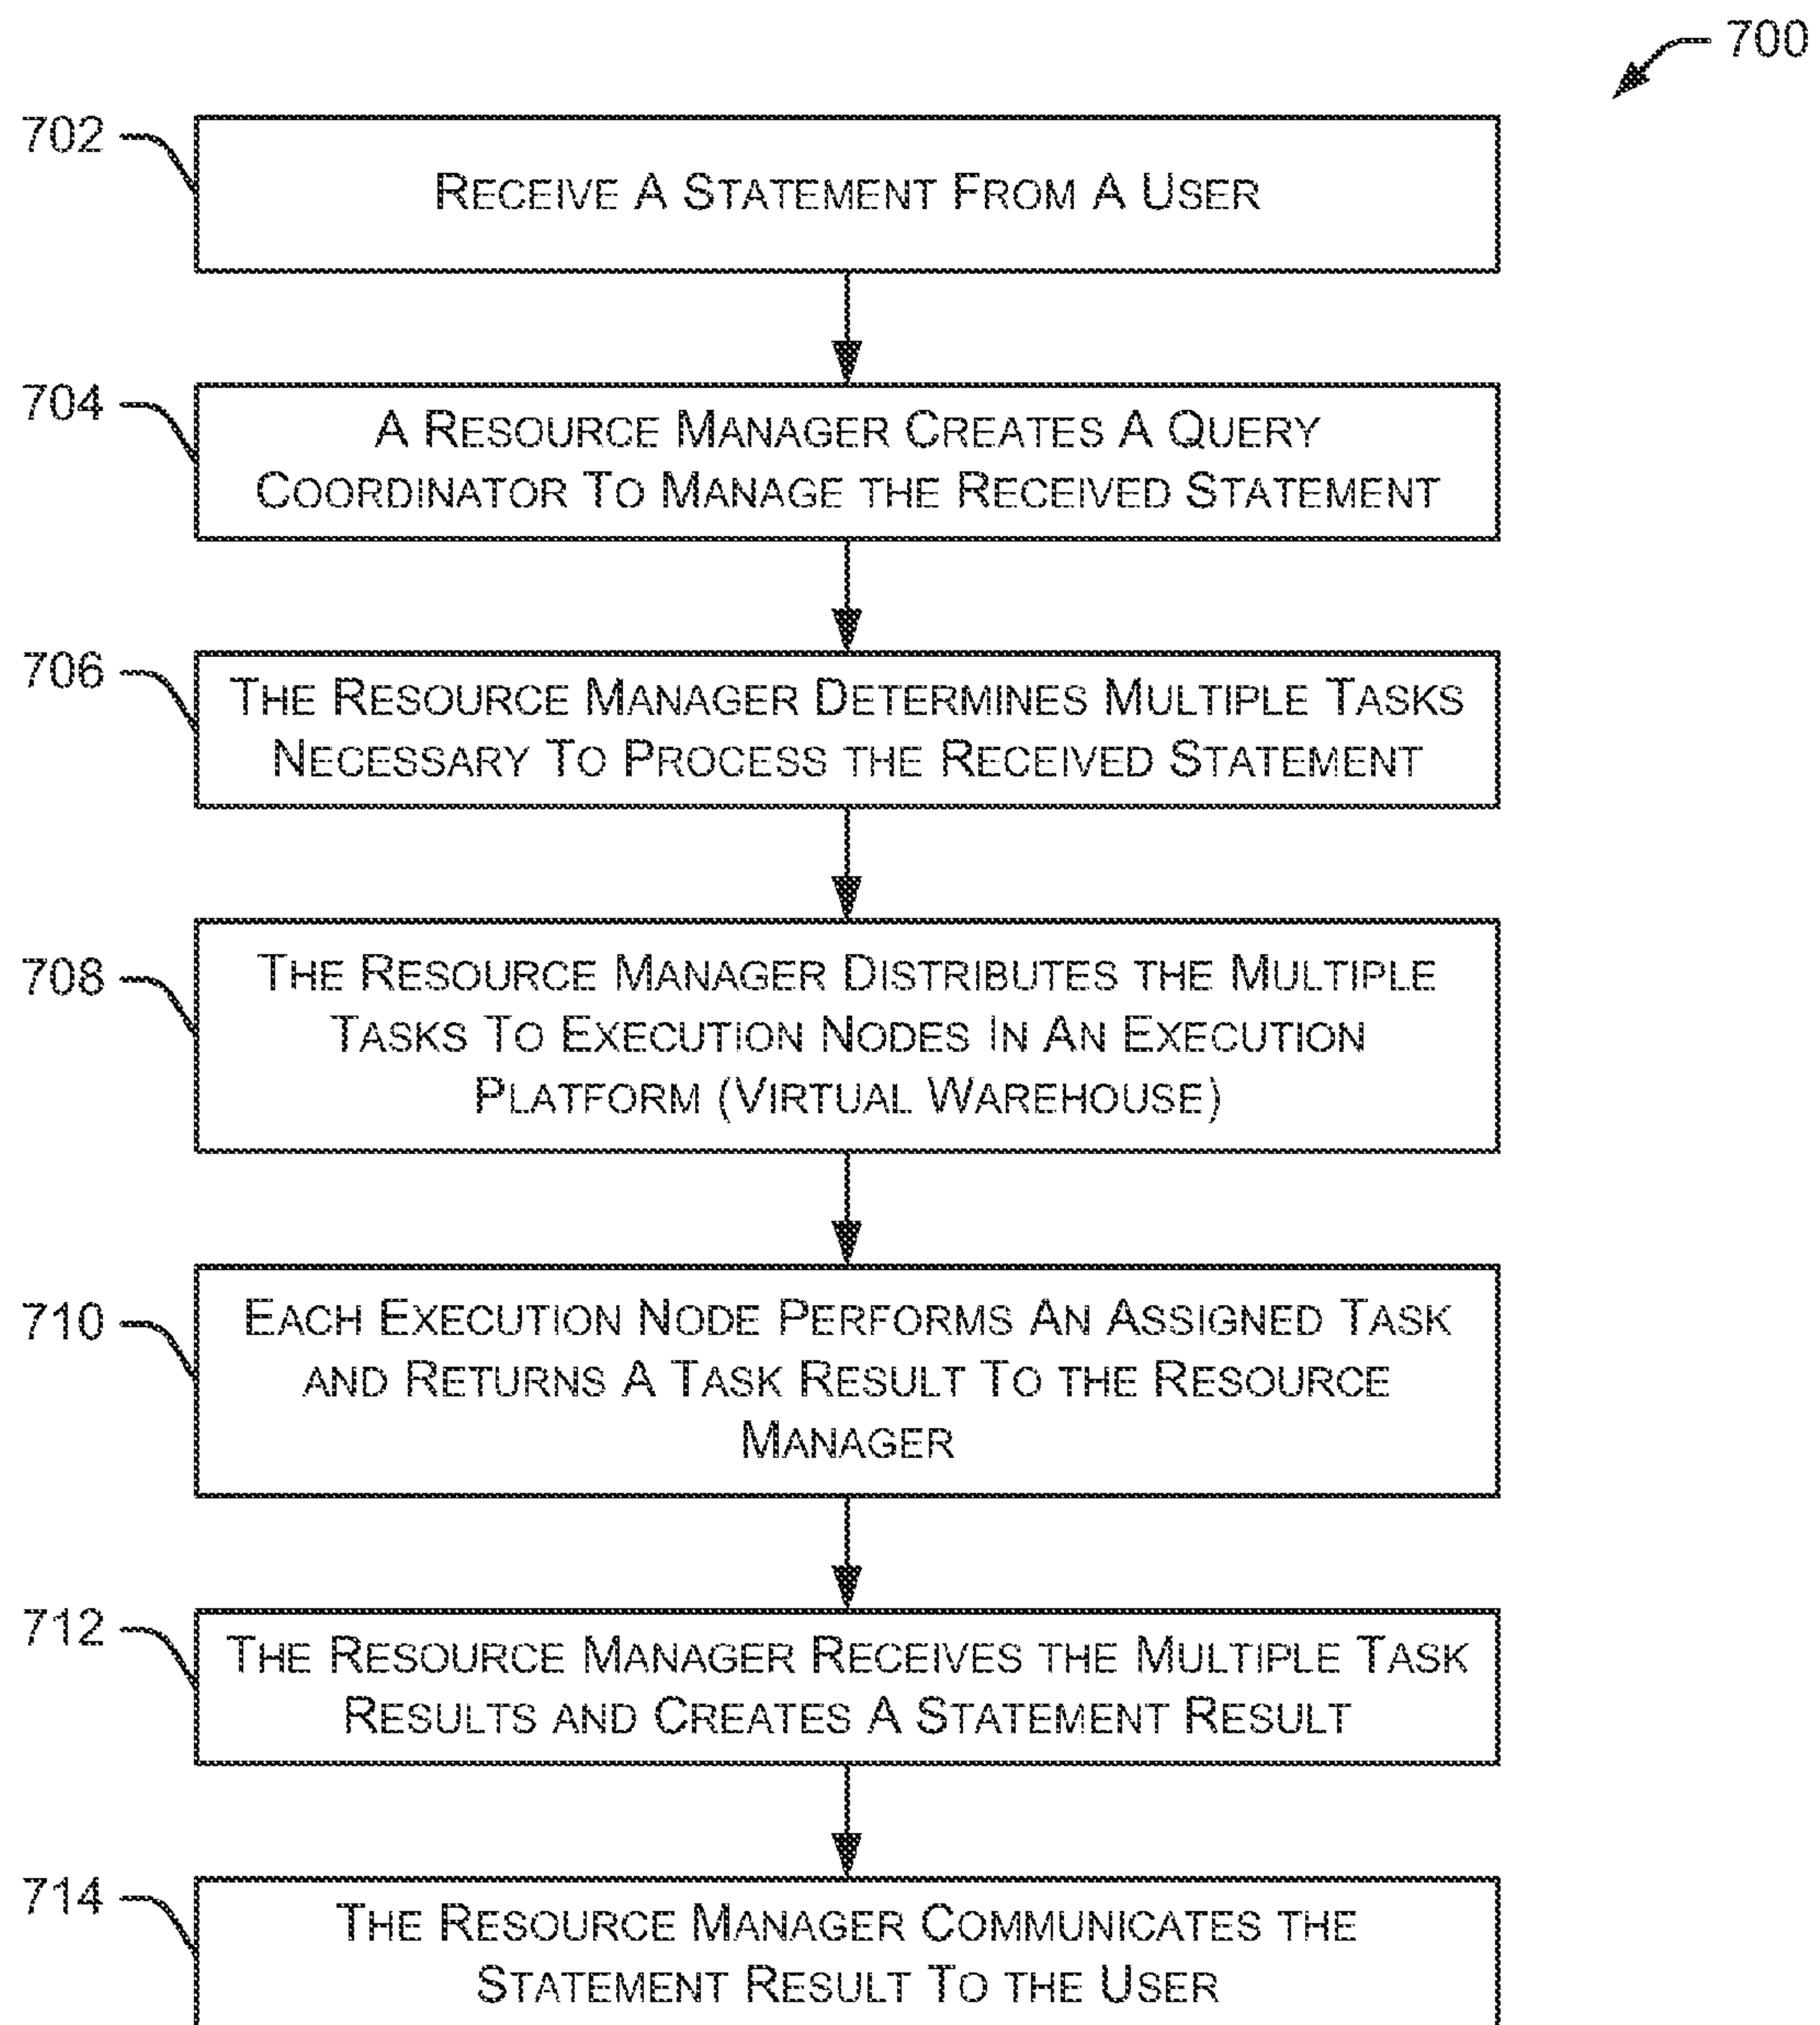 700
702
RECEIVE A STATEMENT FROM A USER
704
A RESOURCE MANAGER CREATES A QUERY
COORDINATOR TO MANAGE THE RECEIVED STATEMENT
706
THE RESOURCE MANAGER DETERMINES MULTIPLE TASKS
NECESSARY TO PROCESS THE RECEIVED STATEMENT
708
THE RESOURCE MANAGER DISTRIBUTES THE MULTIPLE
TASKS TO EXECUTION NODES IN AN EXECUTION
PLATFORM (VIRTUAL WAREHOUSE)
710
EACH EXECUTION NODE PERFORMS AN ASSIGNED TASK
AND RETURNS A TASK RESULT TO THE RESOURCE
MANAGER
712
THE RESOURCE MANAGER RECEIVES THE MULTIPLE TASK
RESULTS AND CREATES A STATEMENT RESULT
714
THE RESOURCE MANAGER COMMUNICATES THE
STATEMENT RESULT TO THE USER